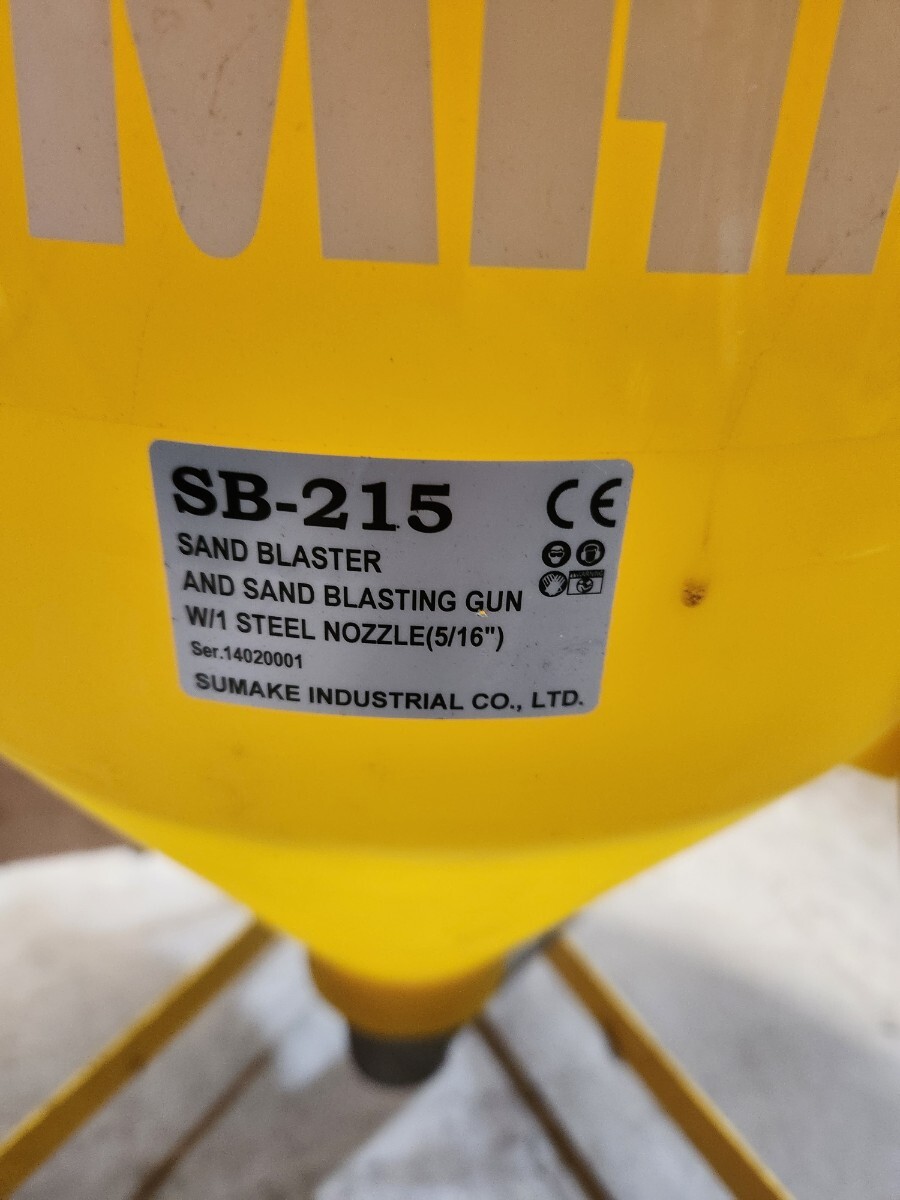 SB-215
CE
SAND BLASTER
AND SAND BLASTING GUN
W/1 STEEL NOZZLE(5/16")
Ser.14020001
SUMAKE INDUSTRIAL CO., LTD.